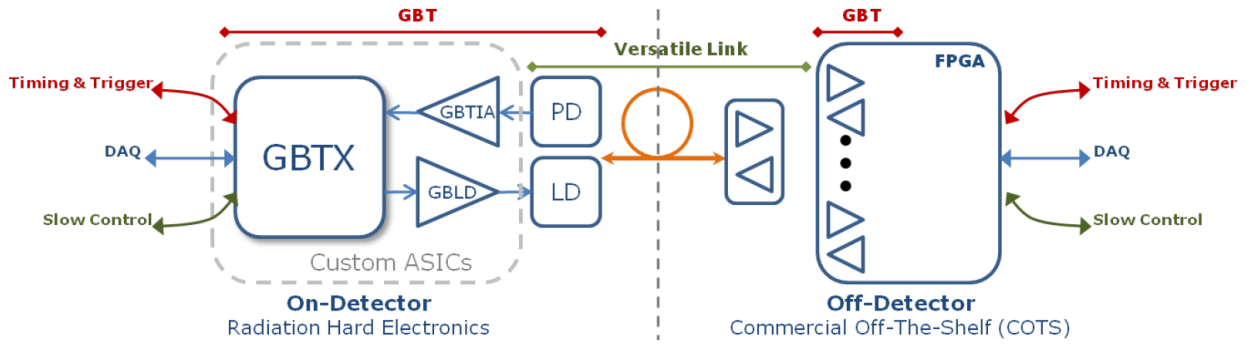 GBT
GBT
Versatile Link
FPGA
Timing & Trigger
GBTIA
PD
Timing & Trigger
DAQ
GBTX
DAQ
GBLD
LD
Slow Control
Slow Control
Custom ASICs
On-Detector
Off-Detector
Radiation Hard Electronics
Commercial Off-The-Shelf (COTS)